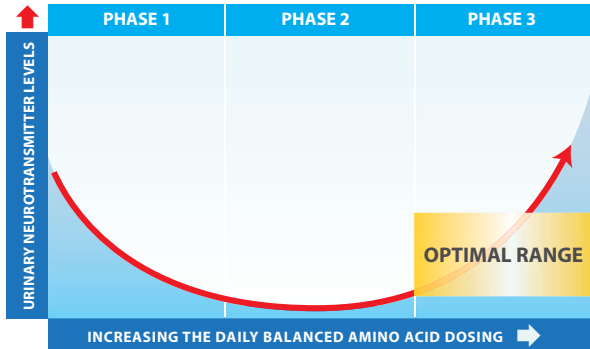 PHASE 1
PHASE 2
PHASE 3
URINARY NEUROTRANSMITTER LEVELS
OPTIMAL RANGE
INCREASING THE DAILY BALANCED AMINO ACID DOSING